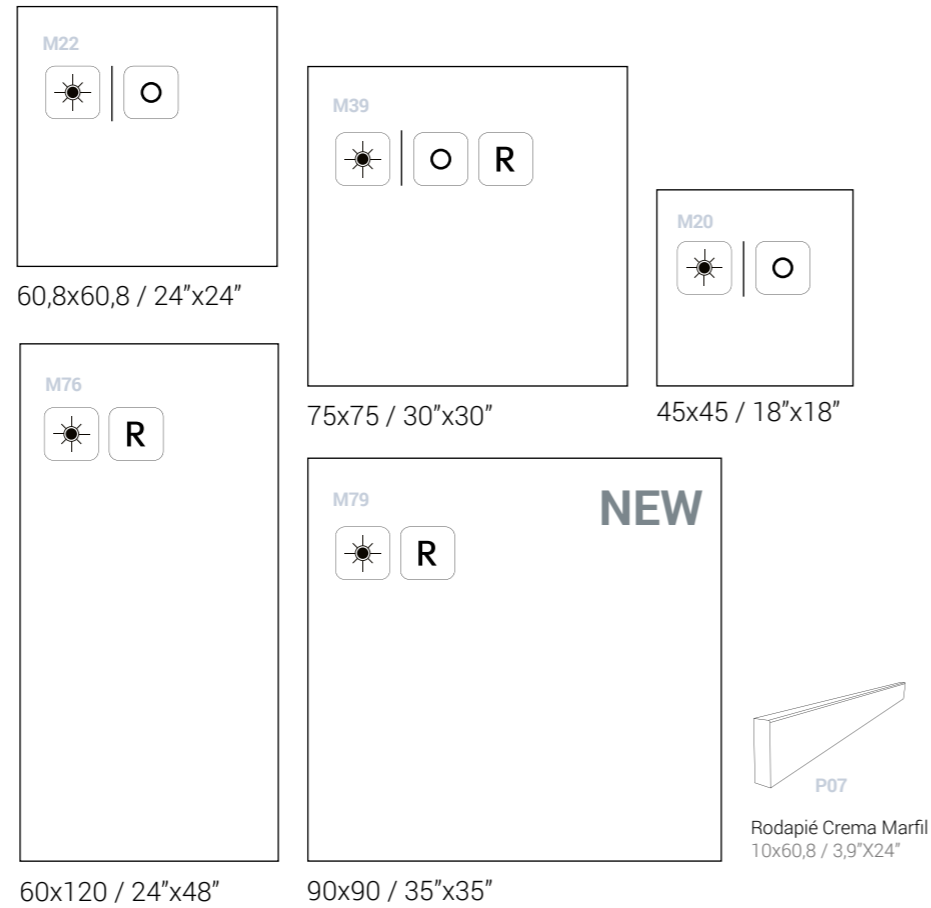 M22
O
60,8x60,8 / 24”x24”
M39
O R
75x75 / 30”x30”
M20
O
45x45 / 18”x18”
M76
R
60x120 / 24”x48”
M79
NEW
R
90x90 / 35”x35”
P07
Rodapié Crema Marfil
10x60,8 / 3,9”X24”